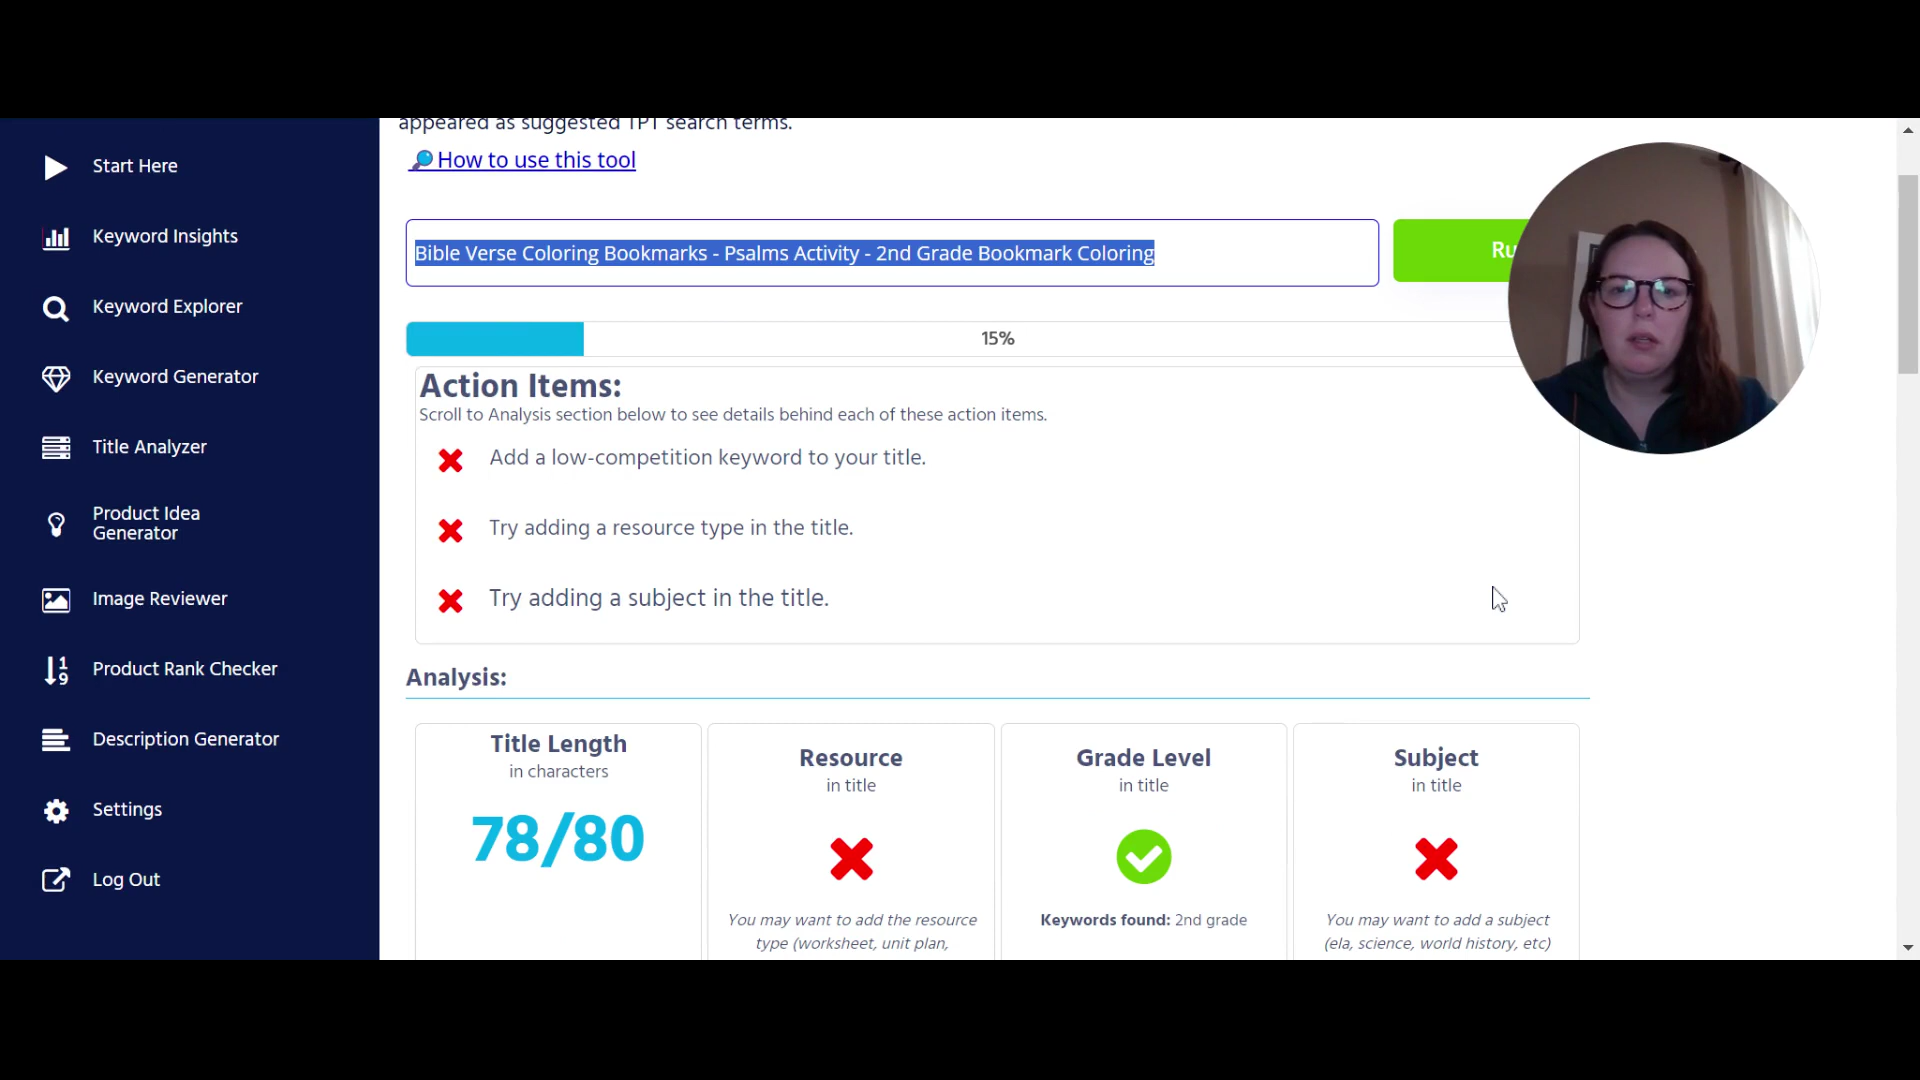 appeared as suggested TPT search terms.
How to use this tool
Start Here
Keyword Insights
Keyword Explorer
Keyword Generator
Title Analyzer
Product Idea
Generator
Image Reviewer
Product Rank Checker
Description Generator
Settings
Log Out
Bible Verse Coloring Bookmarks - Psalms Activity - 2nd Grade Bookmark Coloring
15%
Action Items:
Scroll to Analysis section below to see details behind each of these action items.
Add a low-competition keyword to your title.
Try adding a resource type in the title.
Try adding a subject in the title.
Analysis:
Title Length
in characters
78/80
Resource
in title
You may want to add the resource
type (worksheet, unit plan,
Grade Level
in title
Keywords found: 2nd grade
Subject
in title
You may want to add a subject
(ela, science, world history, etc)